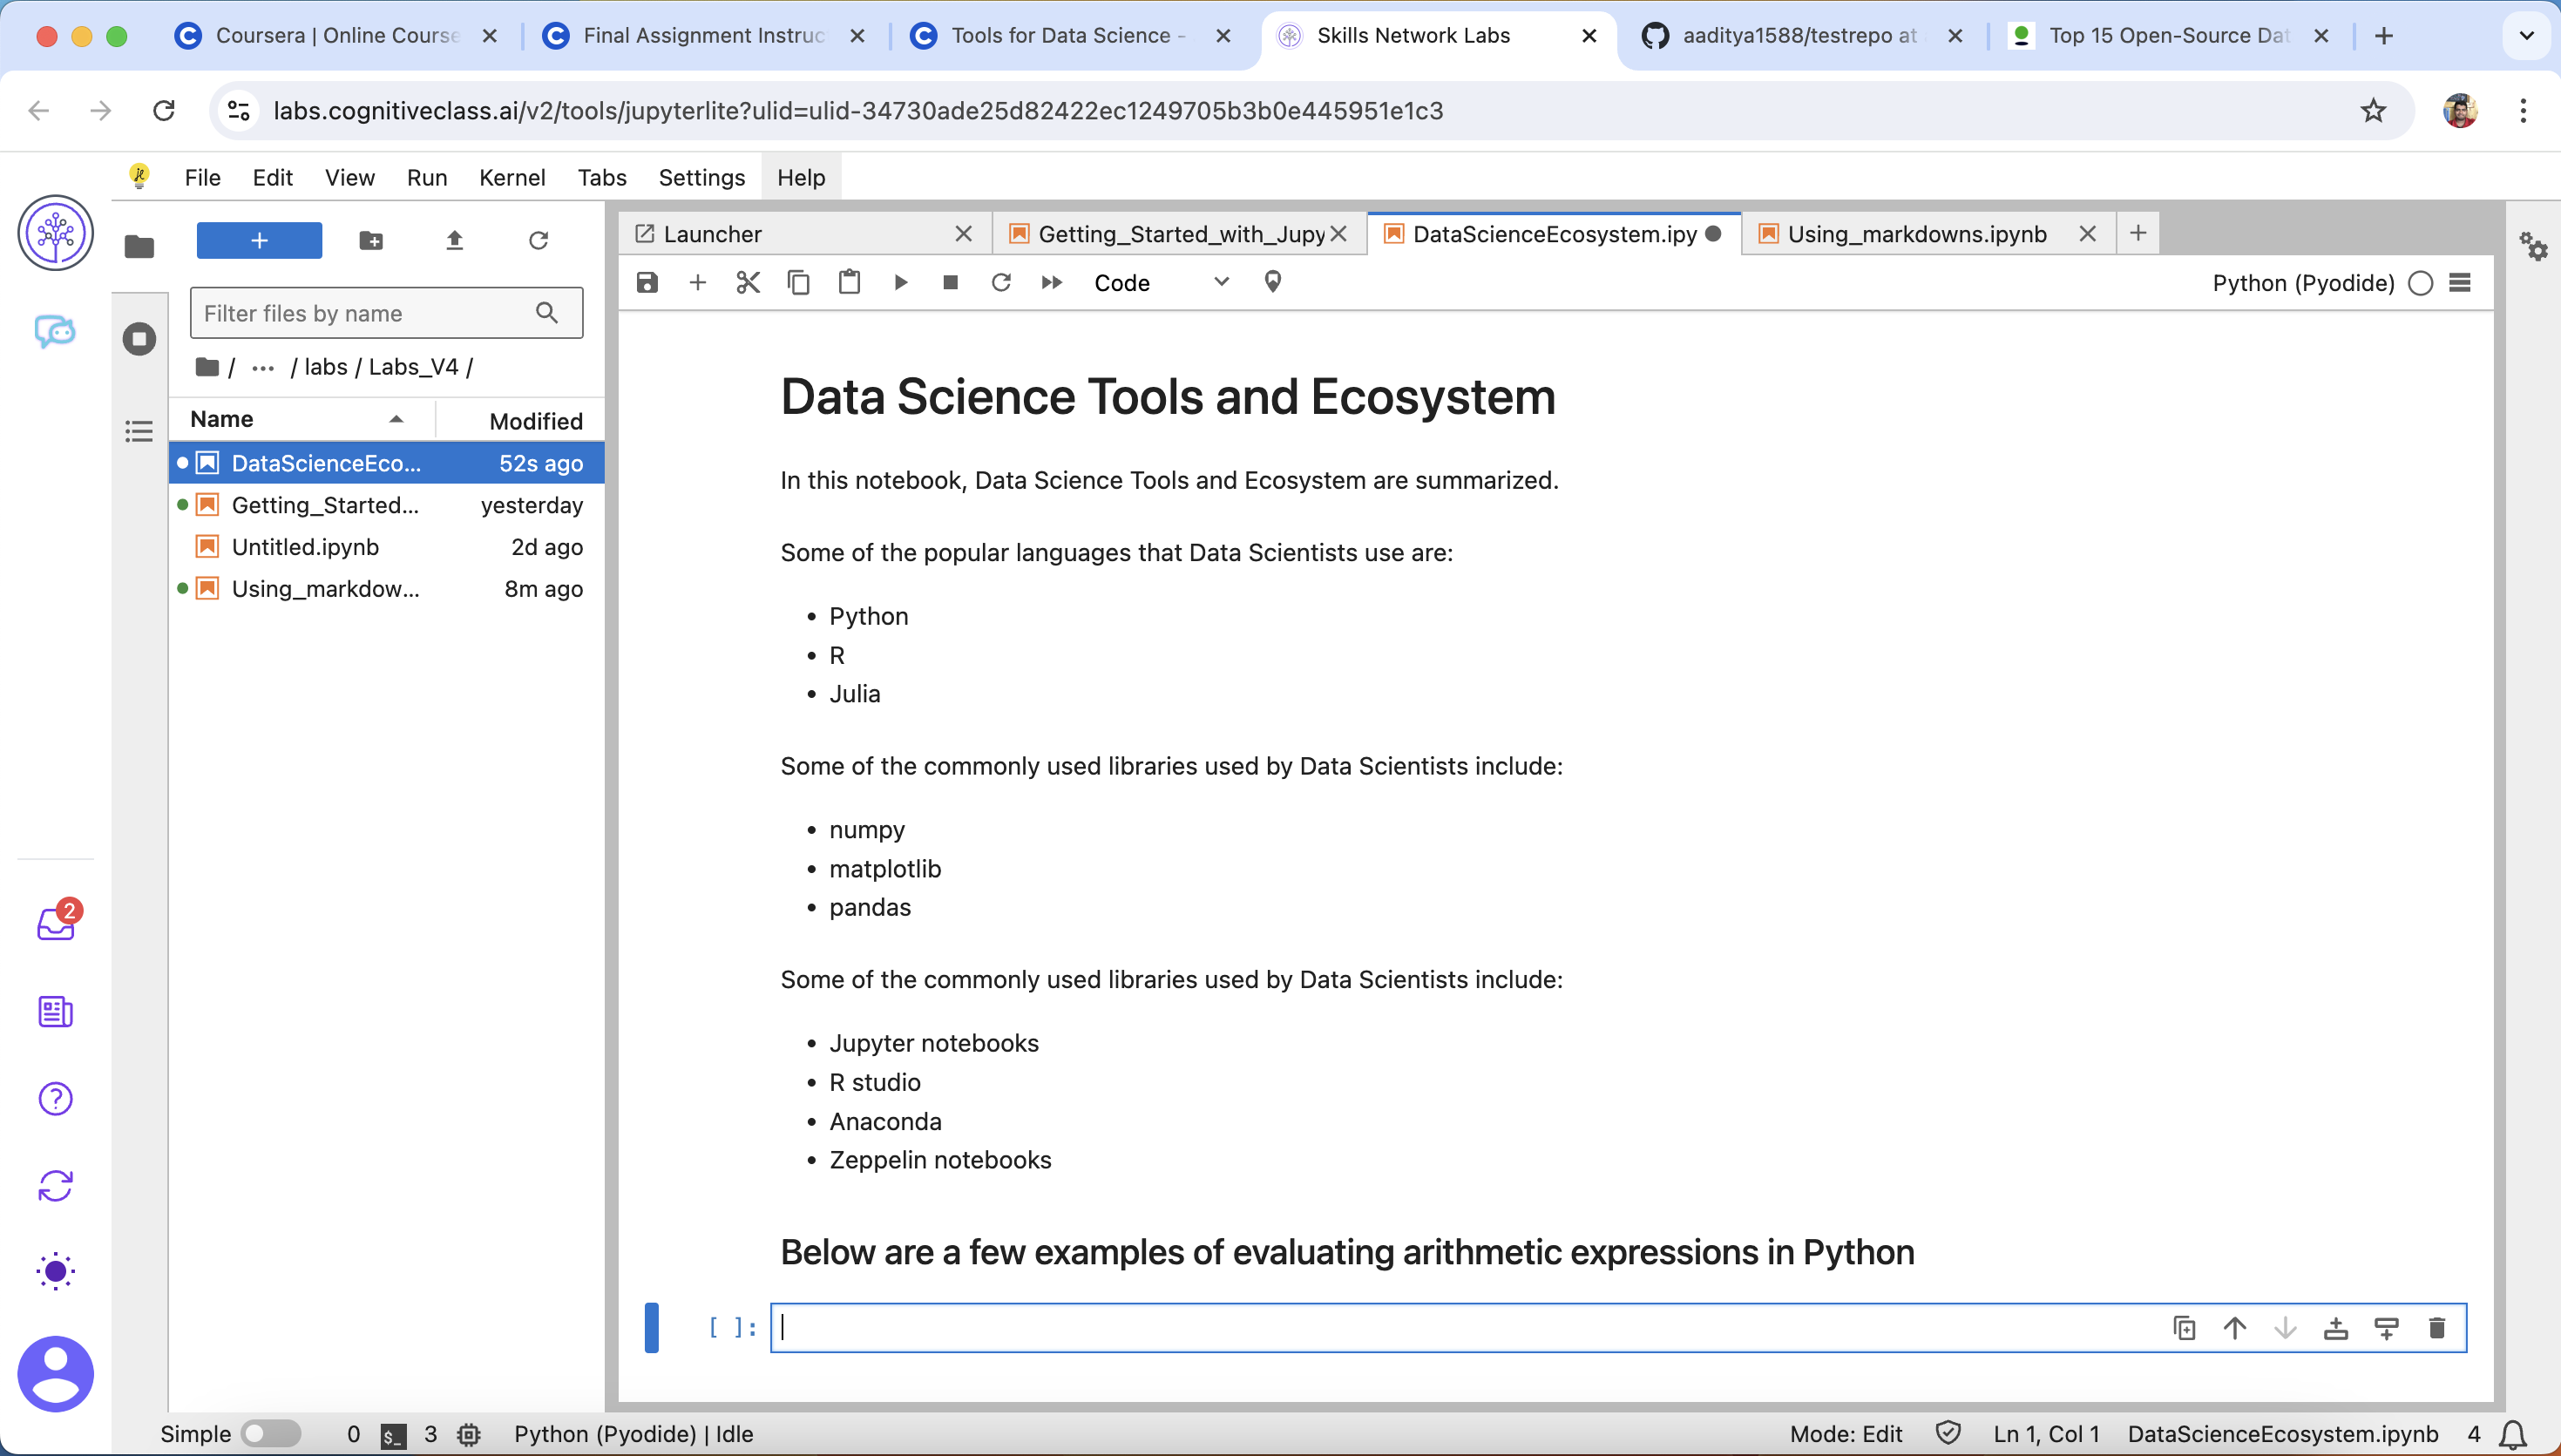 Coursera | Online Course
Final Assignment Instruc
Tools for Data Science -
Skills Network Labs
aaditya1588/testrepo at
Top 15 Open-Source Dat
labs.cognitiveclass.ai/v2/tools/jupyterlite?ulid=ulid-34730ade25d82422ec1249705b3b0e445951e1c3
File Edit View Run Kernel Tabs Settings Help
Launcher
Getting_Started_with_Jupy
DataScienceEcosystem.ipy
Using_markdowns.ipynb
Code
Python (Pyodide)
Filter files by name
/ ... / labs / Labs_V4 /
Name Modified
DataScienceEco... 52s ago
Getting_Started... yesterday
Untitled.ipynb 2d ago
Using_markdow... 8m ago
2
Data Science Tools and Ecosystem
In this notebook, Data Science Tools and Ecosystem are summarized.
Some of the popular languages that Data Scientists use are:
• Python
• R
• Julia
Some of the commonly used libraries used by Data Scientists include:
• numpy
• matplotlib
• pandas
Some of the commonly used libraries used by Data Scientists include:
• Jupyter notebooks
• R studio
• Anaconda
• Zeppelin notebooks
Below are a few examples of evaluating arithmetic expressions in Python
[ ]:
Simple 0 $_ 3 Python (Pyodide) | Idle Mode: Edit Ln 1, Col 1 DataScienceEcosystem.ipynb 4